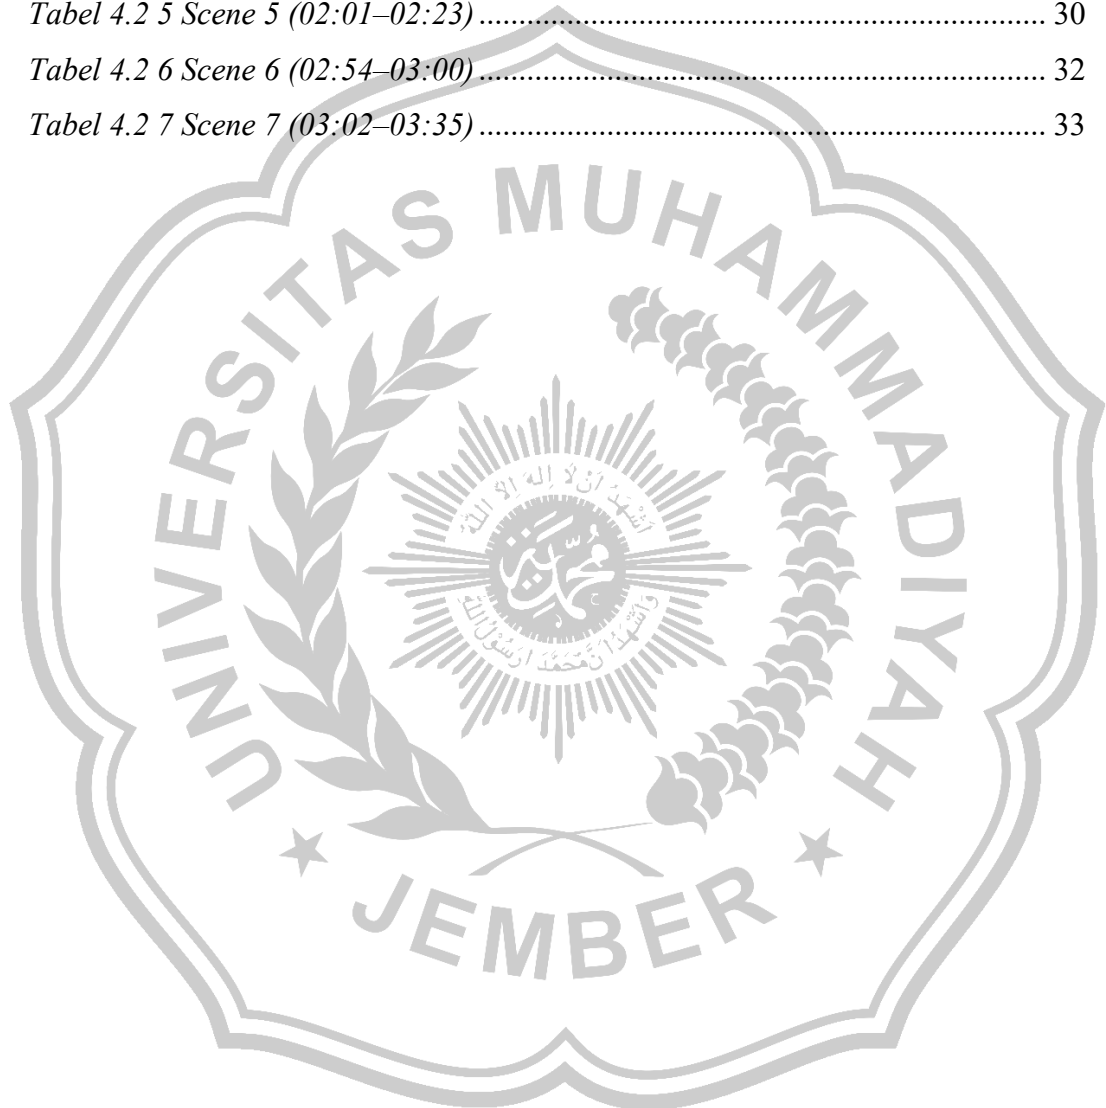 Tabel 4.2 5 Scene 5 (02:01–02:23) ........................................................................ 30
Tabel 4.2 6 Scene 6 (02:54–03:00) ........................................................................ 32
Tabel 4.2 7 Scene 7 (03:02–03:35) ........................................................................ 33
UNIVERSITAS MUHAMMADIYAH
JEMBER